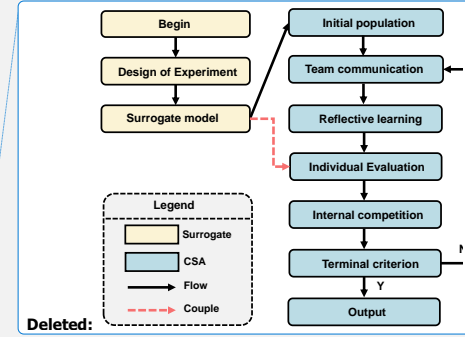 Begin
Design of Experiment
Surrogate model
Initial population
Team communication
Reflective learning
Individual Evaluation
Internal competition
Terminal criterion
Y
Output
Legend
Surrogate
CSA
Flow
Couple
Deleted: